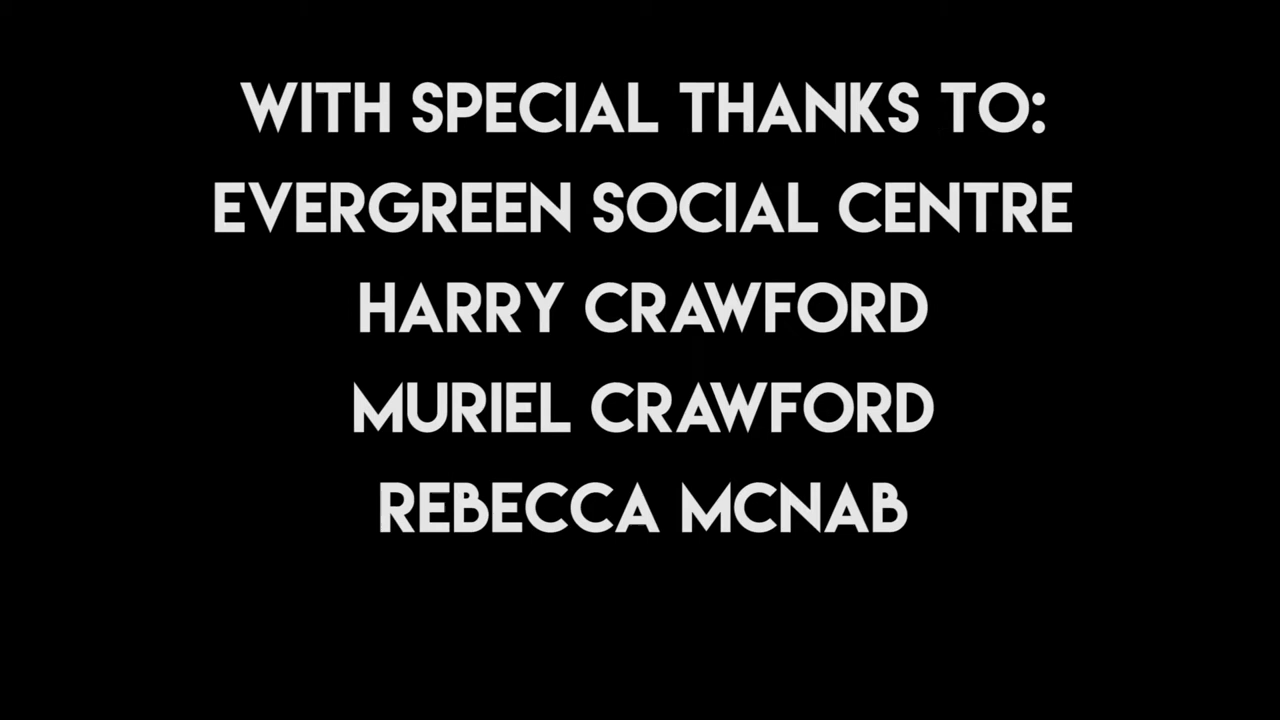 WITH SPECIAL THANKS TO:
EVERGREEN SOCIAL CENTRE
HARRY CRAWFORD
MURIEL CRAWFORD
REBECCA MCNAB